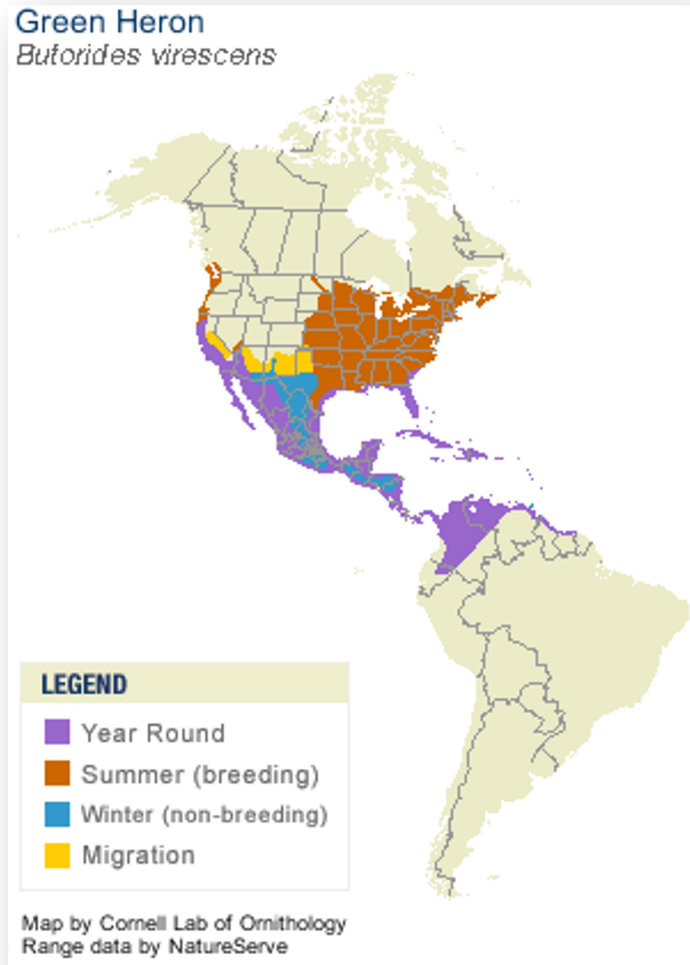 Green Heron
Butorides virescens
LEGEND
Year Round
Summer (breeding)
Winter (non-breeding)
Migration
Map by Cornell Lab of Ornithology
Range data by NatureServe